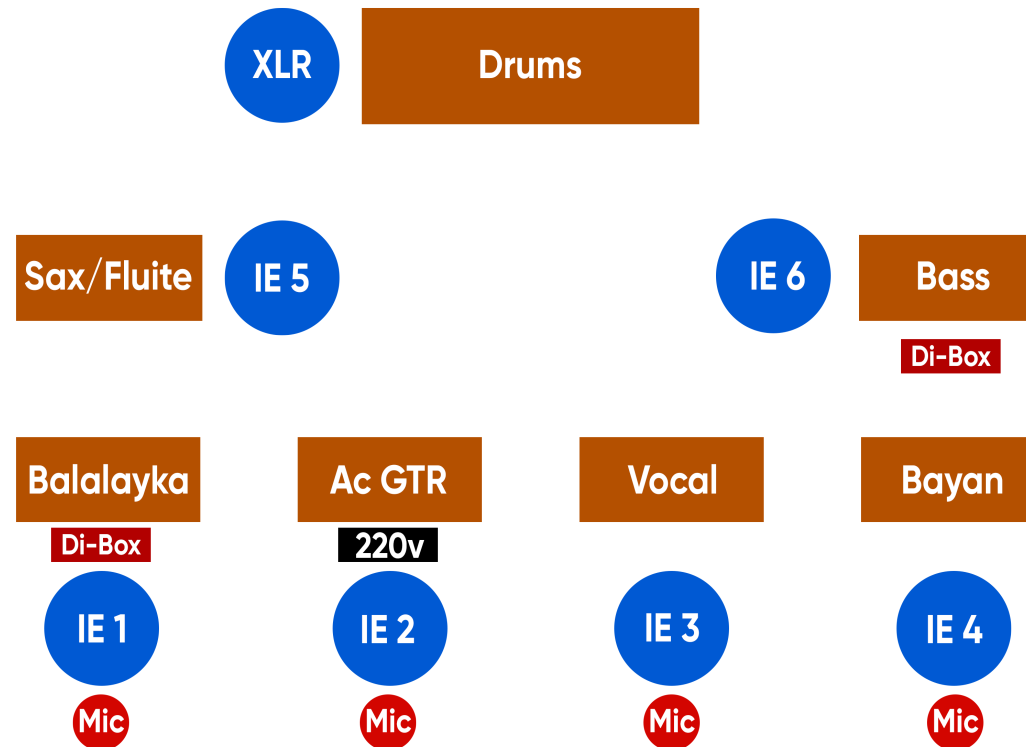 XLR
Drums
Sax/Fluite
IE 5
IE 6
Bass
Di-Box
Balalayka
Ac GTR
Vocal
Bayan
Di-Box
220v
IE 1
IE 2
IE 3
IE 4
Mic
Mic
Mic
Mic